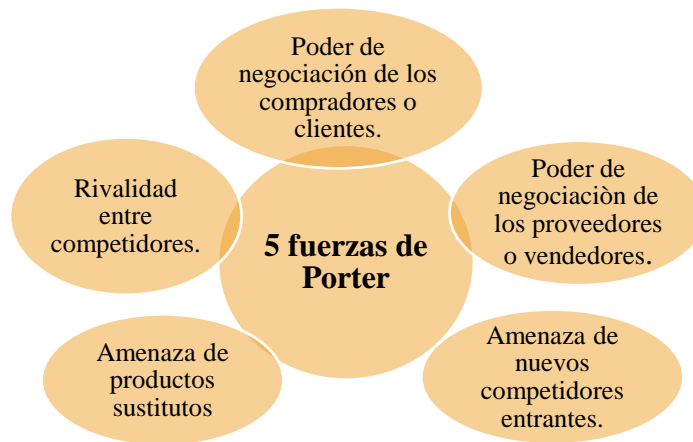 Poder de
negociación de los
compradores o
clientes.
Poder de
negociaciòn de
los proveedores
o vendedores.
Rivalidad
entre
competidores.
5 fuerzas de
Porter
Amenaza de
productos
sustitutos
Amenaza de
nuevos
competidores
entrantes.